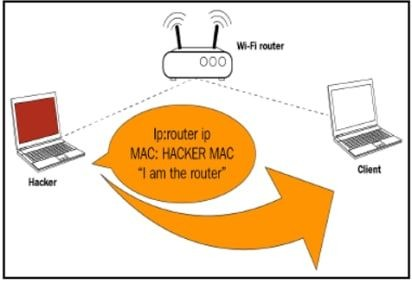 Wi-Fi router
Ip:router ip
MAC: HACKER MAC
"I am the router"
Hacker
Client